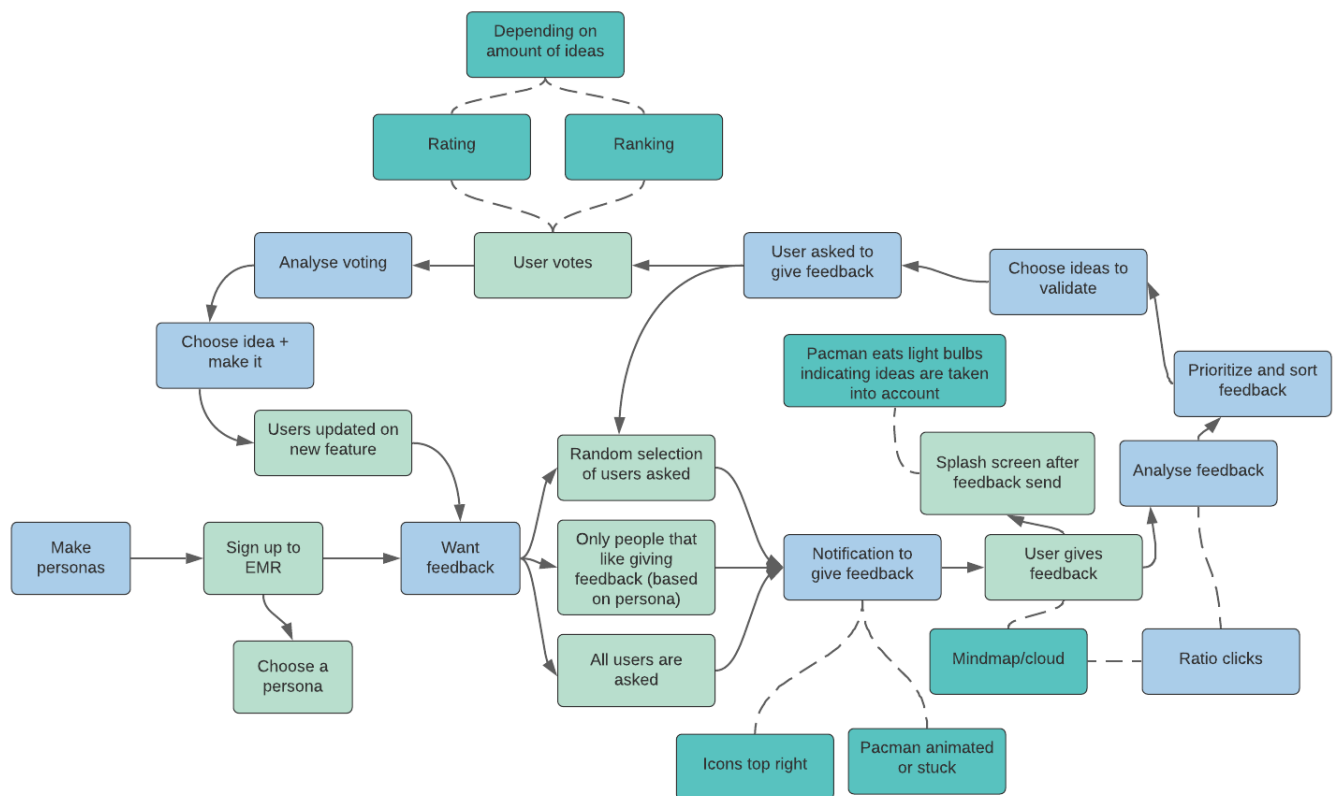 Depending on
amount of ideas
Rating
Ranking
Analyse voting
User votes
User asked to
give feedback
Choose ideas to
validate
Choose idea +
make it
Pacman eats light bulbs
indicating ideas are taken
into account
Prioritize and sort
feedback
Users updated on
new feature
Random selection
of users asked
Splash screen after
feedback send
Analyse feedback
Make
personas
Sign up to
EMR
Want
feedback
Only people that
like giving
feedback (based
on persona)
Notification to
give feedback
User gives
feedback
Choose a
persona
All users are
asked
Mindmap/cloud
Ratio clicks
Icons top right
Pacman animated
or stuck